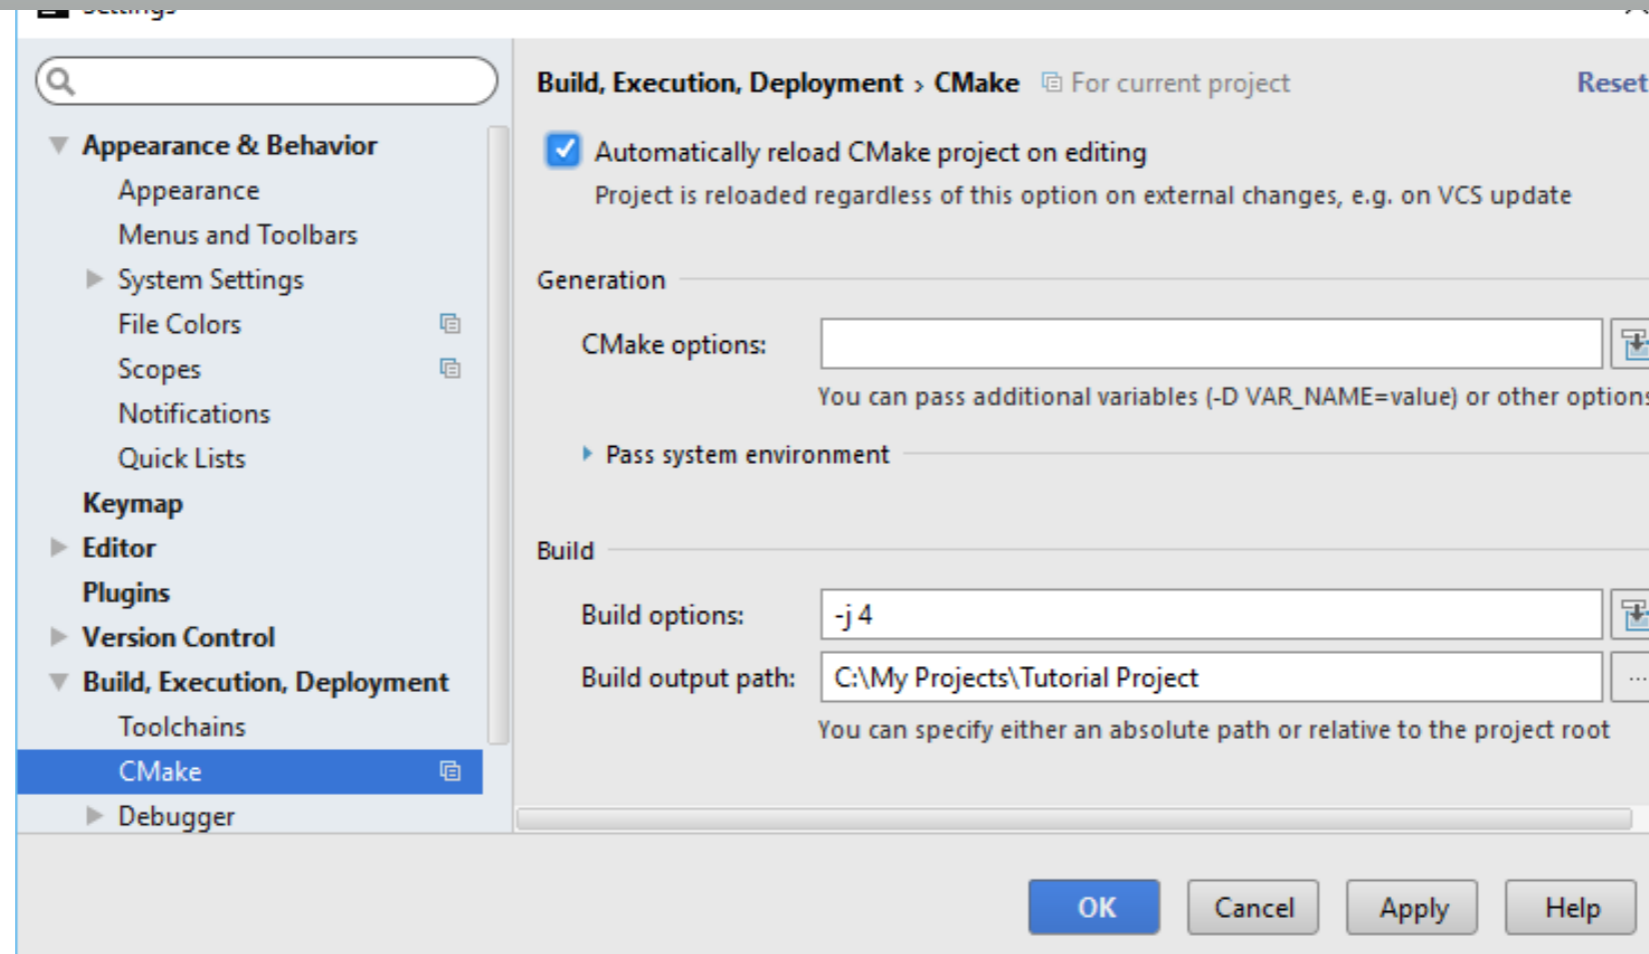 Settings
Build, Execution, Deployment › CMake For current project Reset
Appearance & Behavior
Appearance
Menus and Toolbars
System Settings
File Colors
Scopes
Notifications
Quick Lists
Keymap
Editor
Plugins
Version Control
Build, Execution, Deployment
Toolchains
CMake
Debugger
Automatically reload CMake project on editing
Project is reloaded regardless of this option on external changes, e.g. on VCS update
Generation
CMake options:
You can pass additional variables (-D VAR_NAME=value) or other options
Pass system environment
Build
Build options: -j 4
Build output path: C:\My Projects\Tutorial Project ...
You can specify either an absolute path or relative to the project root
OK Cancel Apply Help